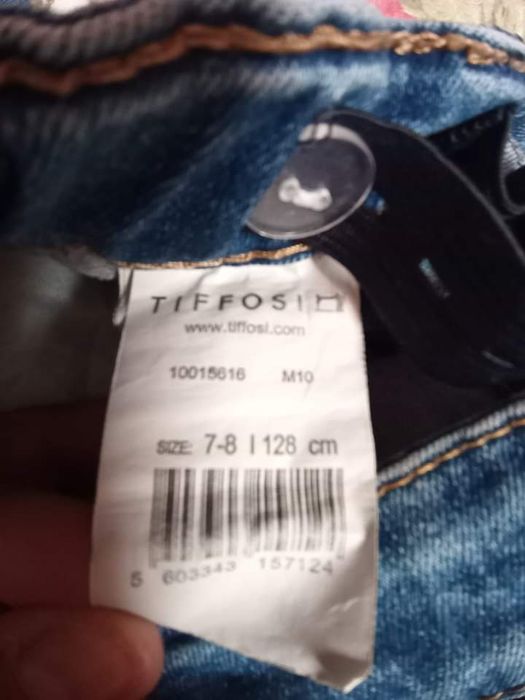 TIFFOSI
www.tiffosi.com
10015616 M10
SIZE: 7-8 | 128 cm
5 603343 157124